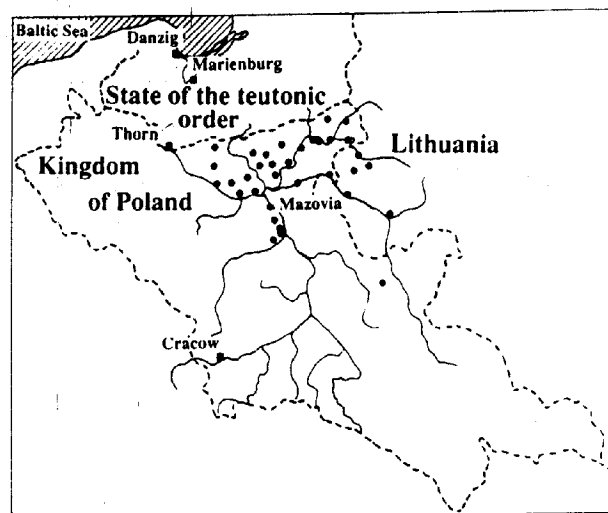 Baltic Sea
Danzig
Marienburg
State of the teutonic
order
Thorn
Lithuania
Kingdom
of Poland
Mazovia
Cracow